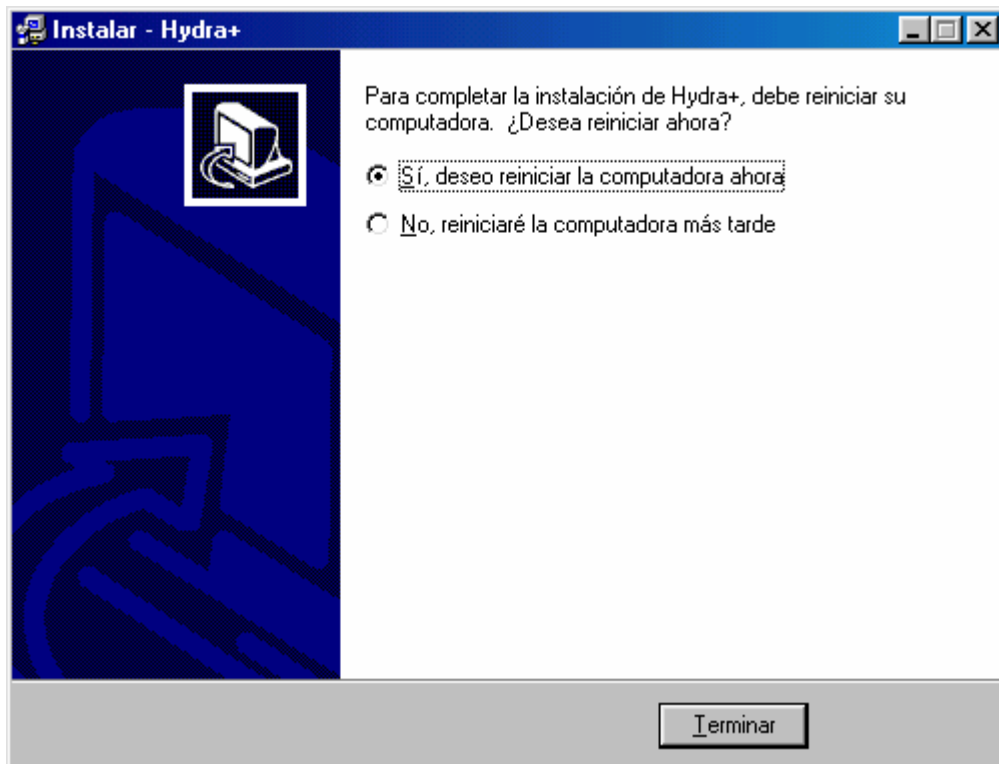 Instalar - Hydra+
Para completar la instalación de Hydra+, debe reiniciar su
computadora.  ¿Desea reiniciar ahora?
Sí, deseo reiniciar la computadora ahora
No, reiniciaré la computadora más tarde
Terminar